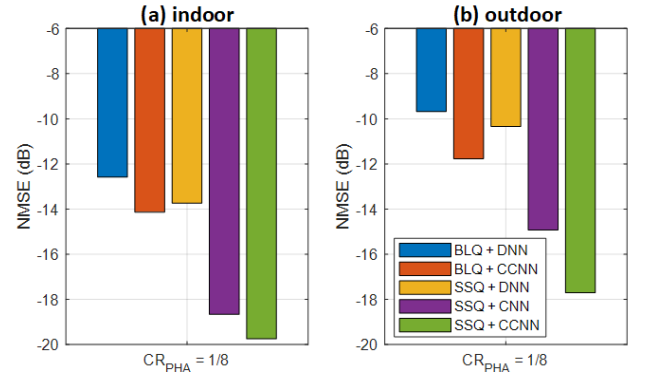 (a) indoor
-6
-8
-10
-12
-14
-16
-18
-20
NMSE (dB)
CR_PHA = 1/8
(b) outdoor
-6
-8
-10
-12
-14
-16
-18
-20
NMSE (dB)
BLQ + DNN
BLQ + CCNN
SSQ + DNN
SSQ + CNN
SSQ + CCNN
CR_PHA = 1/8